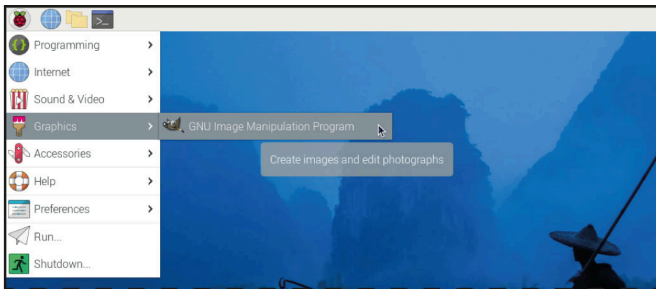 Programming
Internet
Sound & Video
Graphics
GNU Image Manipulation Program
Create images and edit photographs
Accessories
Help
Preferences
Run...
Shutdown...